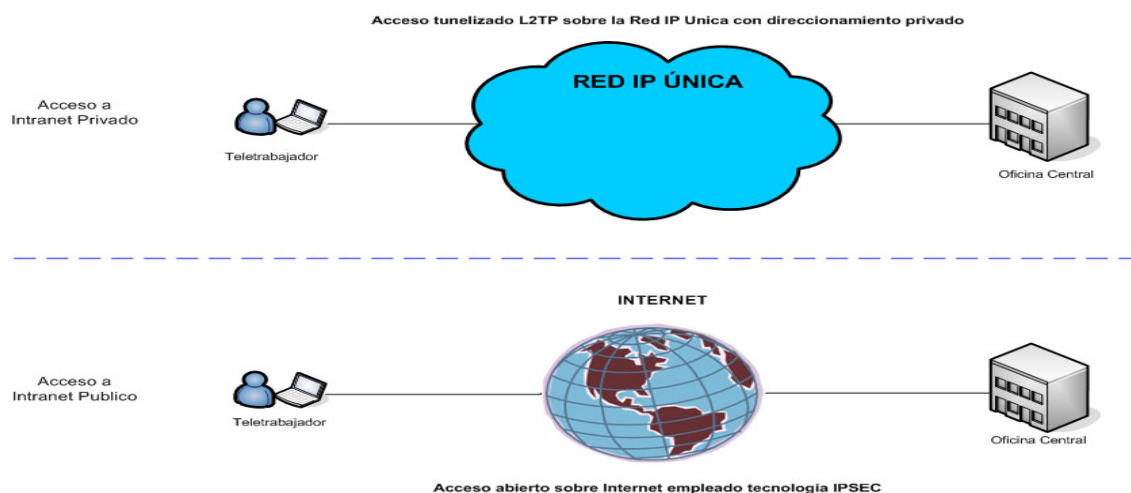 Acceso tunelizado L2TP sobre la Red IP Unica con direccionamiento privado
RED IP ÚNICA
Acceso a
Intranet Privado
Teletrabajador
Oficina Central
INTERNET
Acceso a
Intranet Publico
Teletrabajador
Oficina Central
Acceso abierto sobre Internet empleado tecnología IPSEC